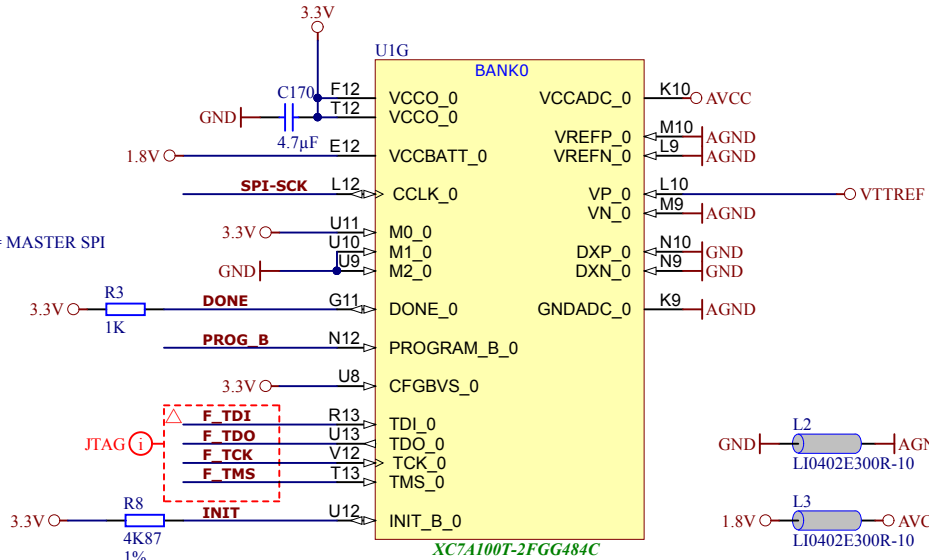 3.3V
U1G
BANK0
C170
F12 VCCO_0 VCCADC_0 K10 AVCC
GND T12 VCCO_0
4.7µF
VREFP_0 M10 AGND
1.8V E12 VCCBATT_0 VREFN_0 L9 AGND
SPI-SCK L12 CCLK_0 VP_0 L10 VTTREF
VN_0 M9 AGND
3.3V U11 M0_0
= MASTER SPI
U10 M1_0 DXP_0 N10 GND
GND U9 M2_0 DXN_0 N9 GND
R3
3.3V DONE G11 DONE_0 GNDADC_0 K9 AGND
1K
PROG_B N12 PROGRAM_B_0
3.3V U8 CFGBVS_0
F_TDI R13 TDI_0
JTAG i F_TDO U13 TDO_0
F_TCK V12 TCK_0
F_TMS T13 TMS_0
R8
3.3V INIT U12 INIT_B_0
4K87
1%
XC7A100T-2FGG484C
L2
GND
LI0402E300R-10
L3
1.8V
LI0402E300R-10